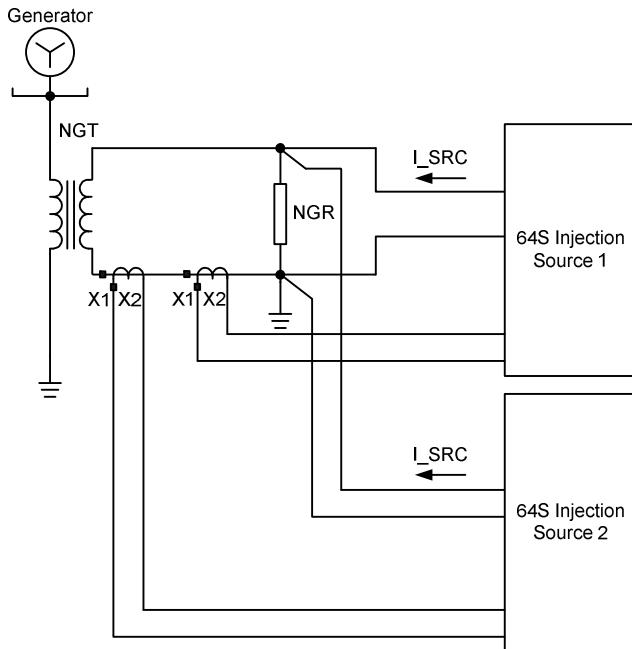 Generator
NGT
I_SRC
NGR
64S Injection
Source 1
X1 X2
X1 X2
I_SRC
64S Injection
Source 2